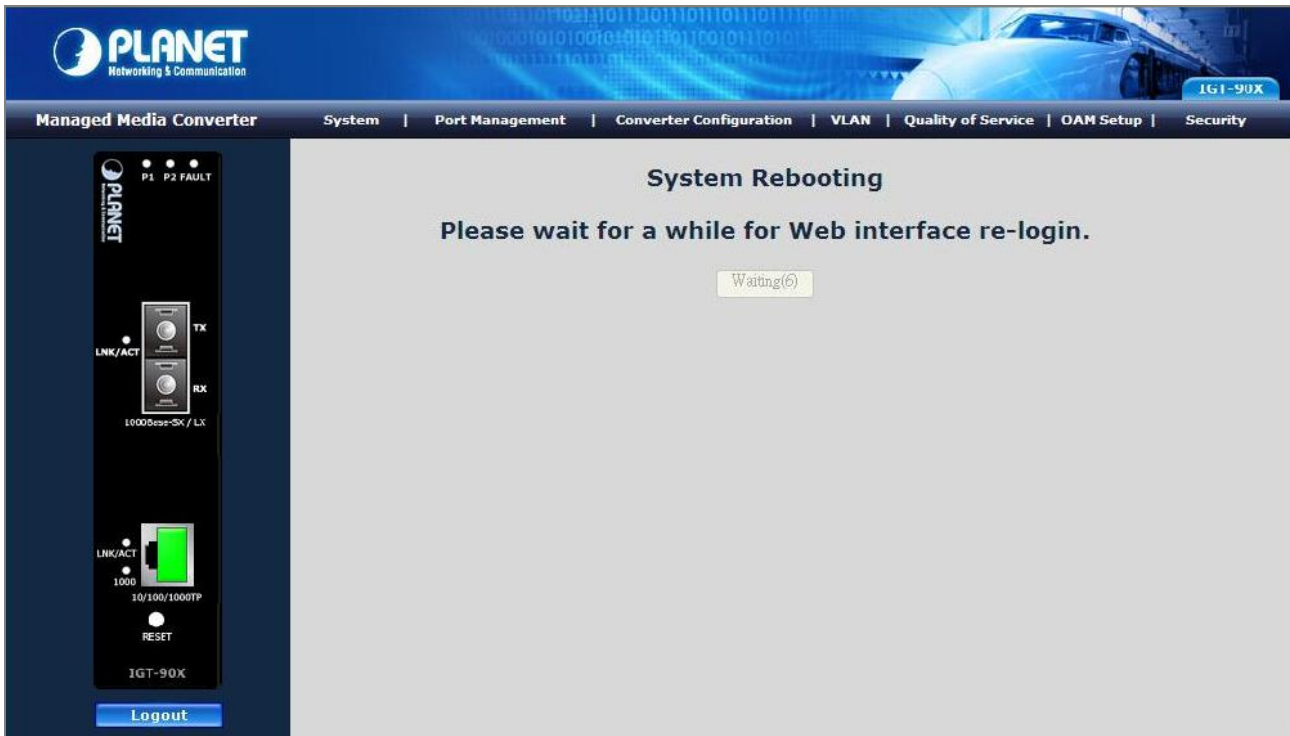 PLANET
Networking & Communication
IGT-90X
Managed Media Converter
System | Port Management | Converter Configuration | VLAN | Quality of Service | OAM Setup | Security
P1 P2 FAULT
PLANET
TX
LNK/ACT
RX
1000Base-SX / LX
LNK/ACT
1000
10/100/1000TP
RESET
IGT-90X
Logout
System Rebooting
Please wait for a while for Web interface re-login.
Waiting(6)